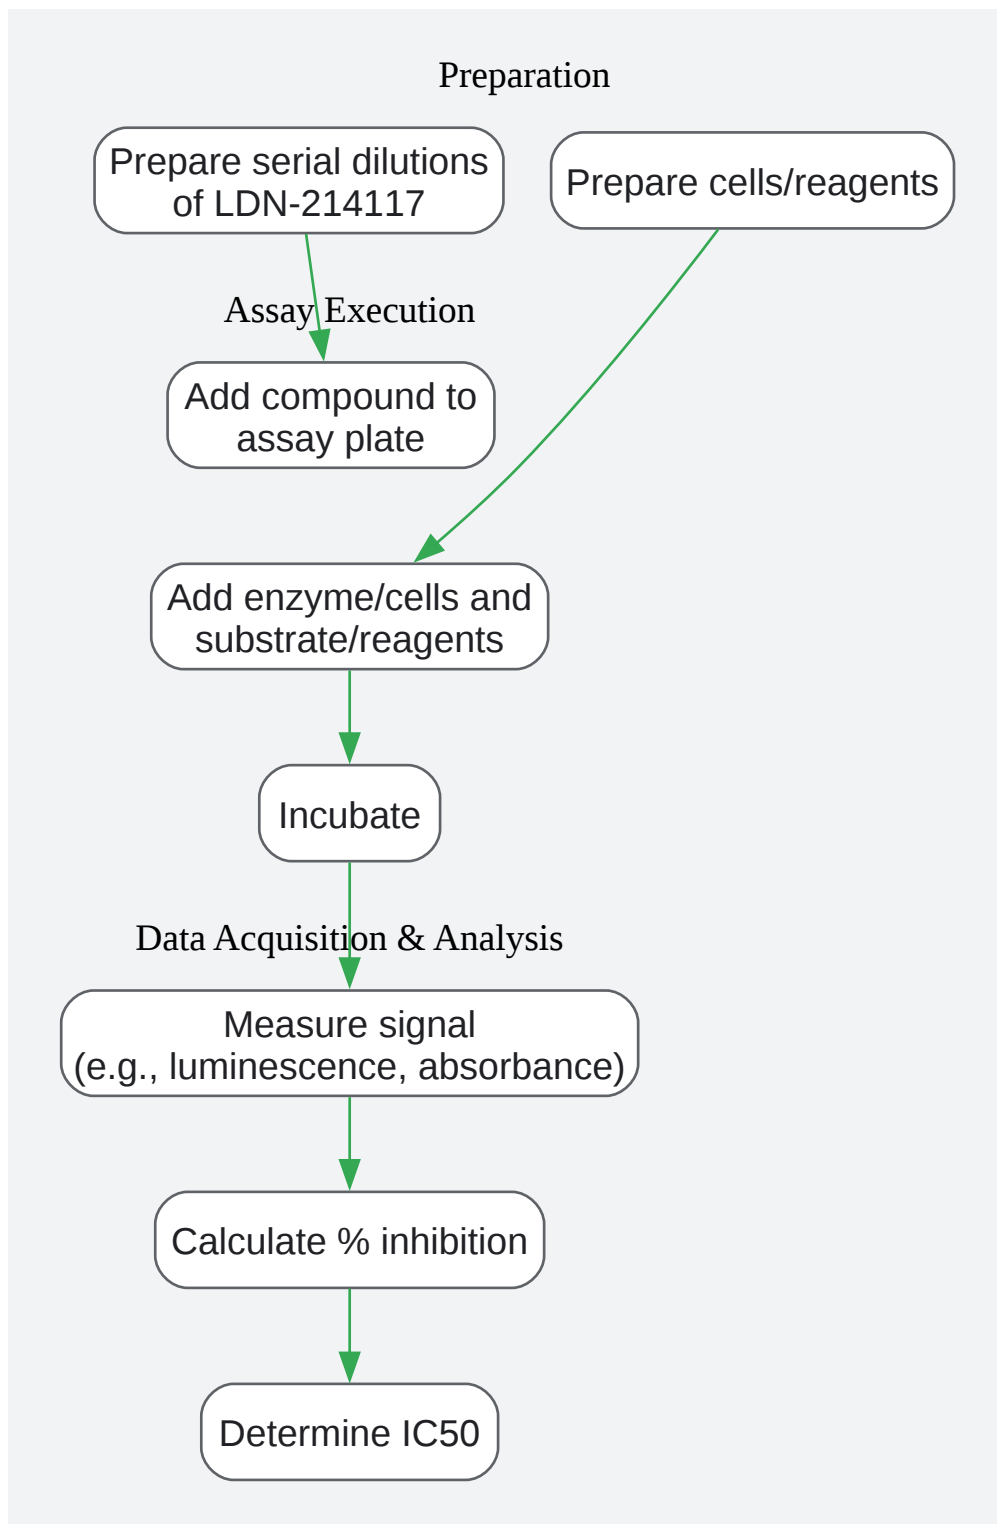 Preparation
Prepare serial dilutions
of LDN-214117
Prepare cells/reagents
Assay Execution
Add compound to
assay plate
Add enzyme/cells and
substrate/reagents
Incubate
Data Acquisition & Analysis
Measure signal
(e.g., luminescence, absorbance)
Calculate % inhibition
Determine IC50